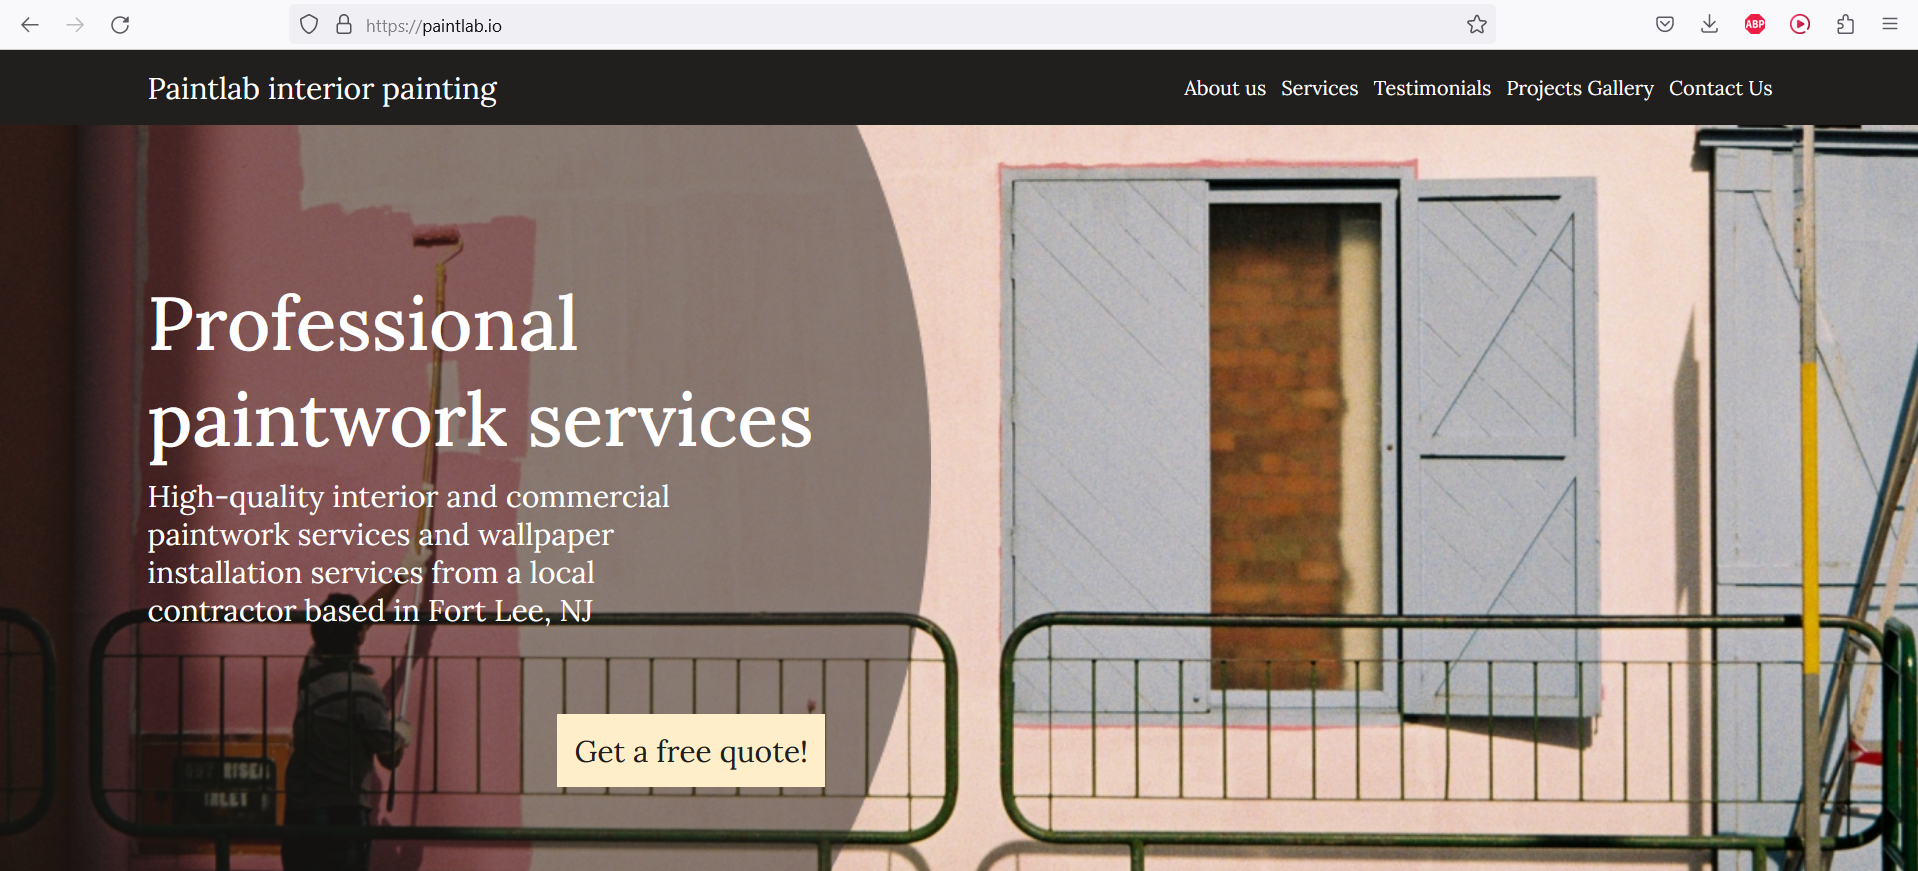 https://paintlab.io
ABP
Paintlab interior painting
About us Services Testimonials Projects Gallery Contact Us
Professional
paintwork services
High-quality interior and commercial
paintwork services and wallpaper
installation services from a local
contractor based in Fort Lee, NJ
Get a free quote!
INLET